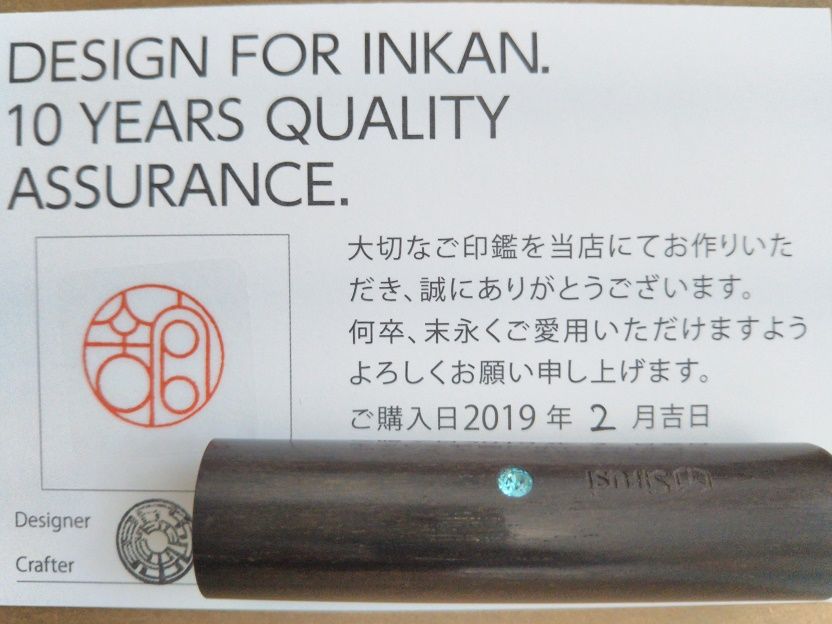 DESIGN FOR INKAN.
10 YEARS QUALITY
ASSURANCE.
大切なご印鑑を当店にてお作りいた
だき、誠にありがとうございます。
何卒、末永くご愛用いただけますよう
よろしくお願い申し上げます。
ご購入日2019 年 2 月吉日
Designer
Crafter